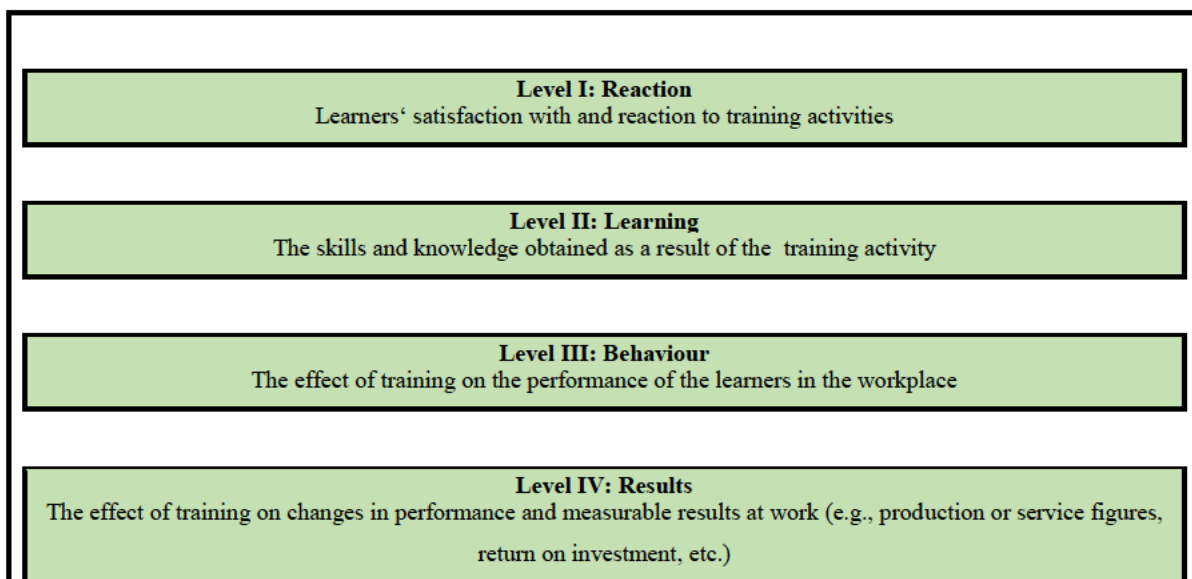 Level I: Reaction
Learners‘ satisfaction with and reaction to training activities
Level II: Learning
The skills and knowledge obtained as a result of the  training activity
Level III: Behaviour
The effect of training on the performance of the learners in the workplace
Level IV: Results
The effect of training on changes in performance and measurable results at work (e.g., production or service figures,
return on investment, etc.)